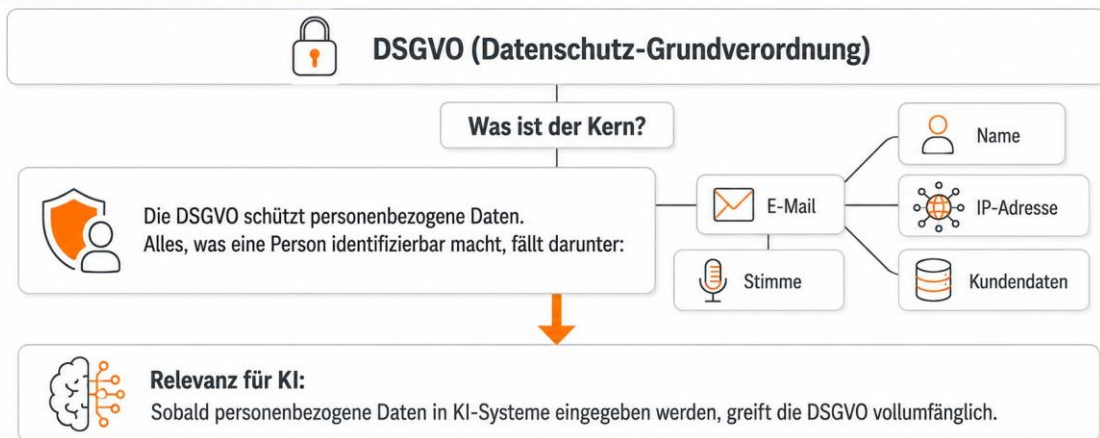 DSGVO (Datenschutz-Grundverordnung)
Was ist der Kern?
Die DSGVO schützt personenbezogene Daten.
Alles, was eine Person identifizierbar macht, fällt darunter:
E-Mail
Stimme
Name
IP-Adresse
Kundendaten
Relevanz für KI:
Sobald personenbezogene Daten in KI-Systeme eingegeben werden, greift die DSGVO vollumfänglich.